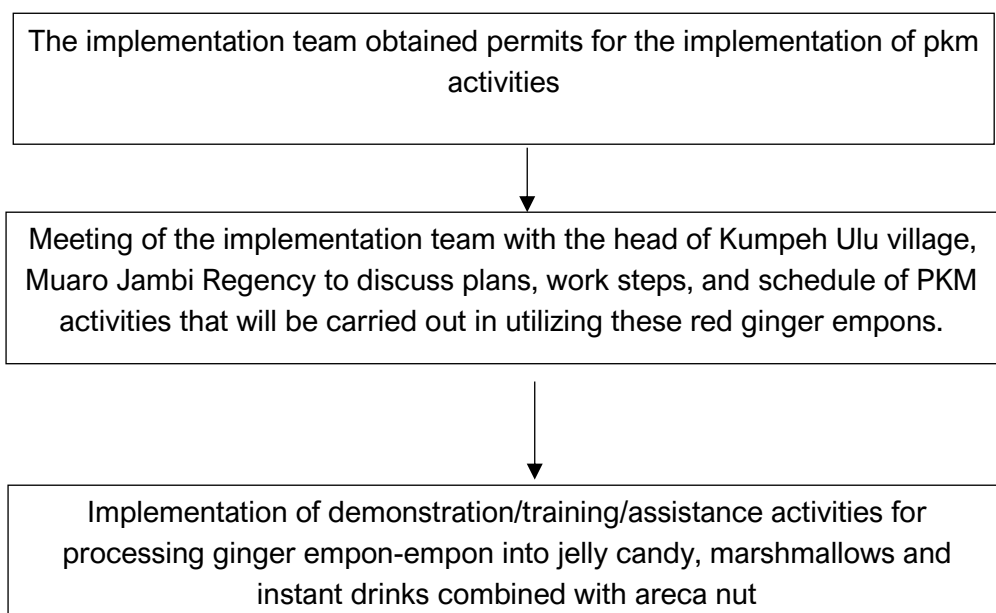 The implementation team obtained permits for the implementation of pkm
activities
Meeting of the implementation team with the head of Kumpeh Ulu village,
Muaro Jambi Regency to discuss plans, work steps, and schedule of PKM
activities that will be carried out in utilizing these red ginger empons.
Implementation of demonstration/training/assistance activities for
processing ginger empon-empon into jelly candy, marshmallows and
instant drinks combined with areca nut